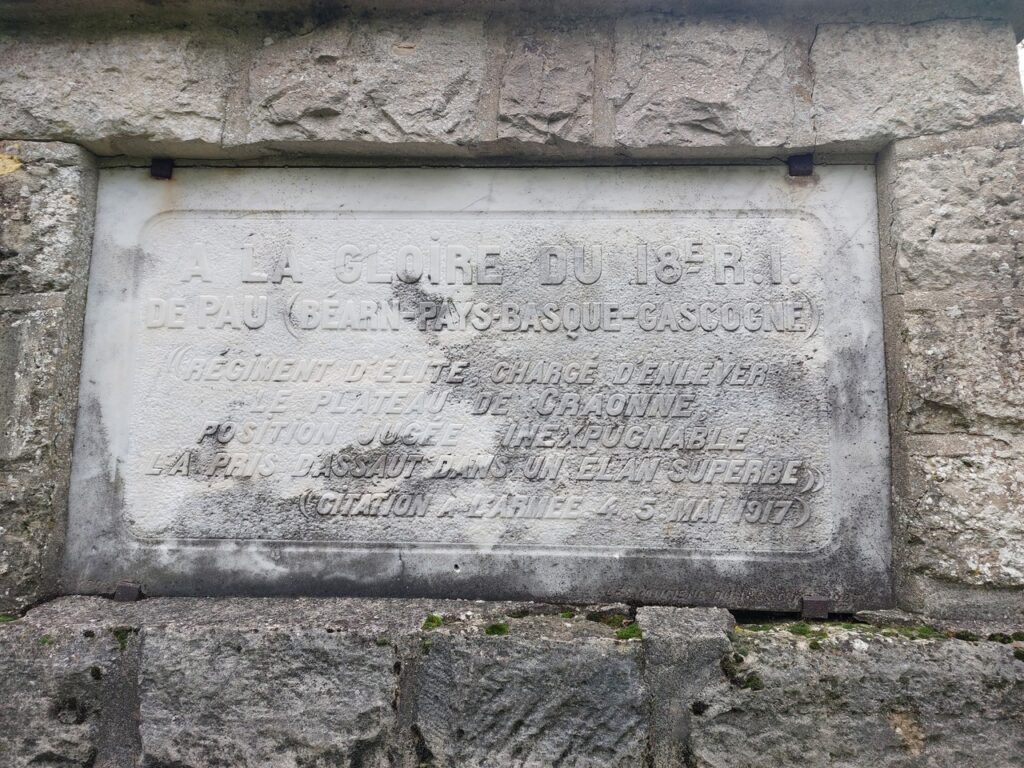 A LA GLOIRE DU 18E R.I.
DE PAU (BÉARN-PAYS-BASQUE-GASCOGNE)
((RÉGIMENT D'ÉLITE CHARGÉ D'ENLEVER
LE PLATEAU DE CRAONNE
POSITION JUGÉE INEXPUGNABLE
L'A PRIS D'ASSAUT DANS UN ÉLAN SUPERBE))
(CITATION A L'ARMÉE 4. 5. MAI 1917)